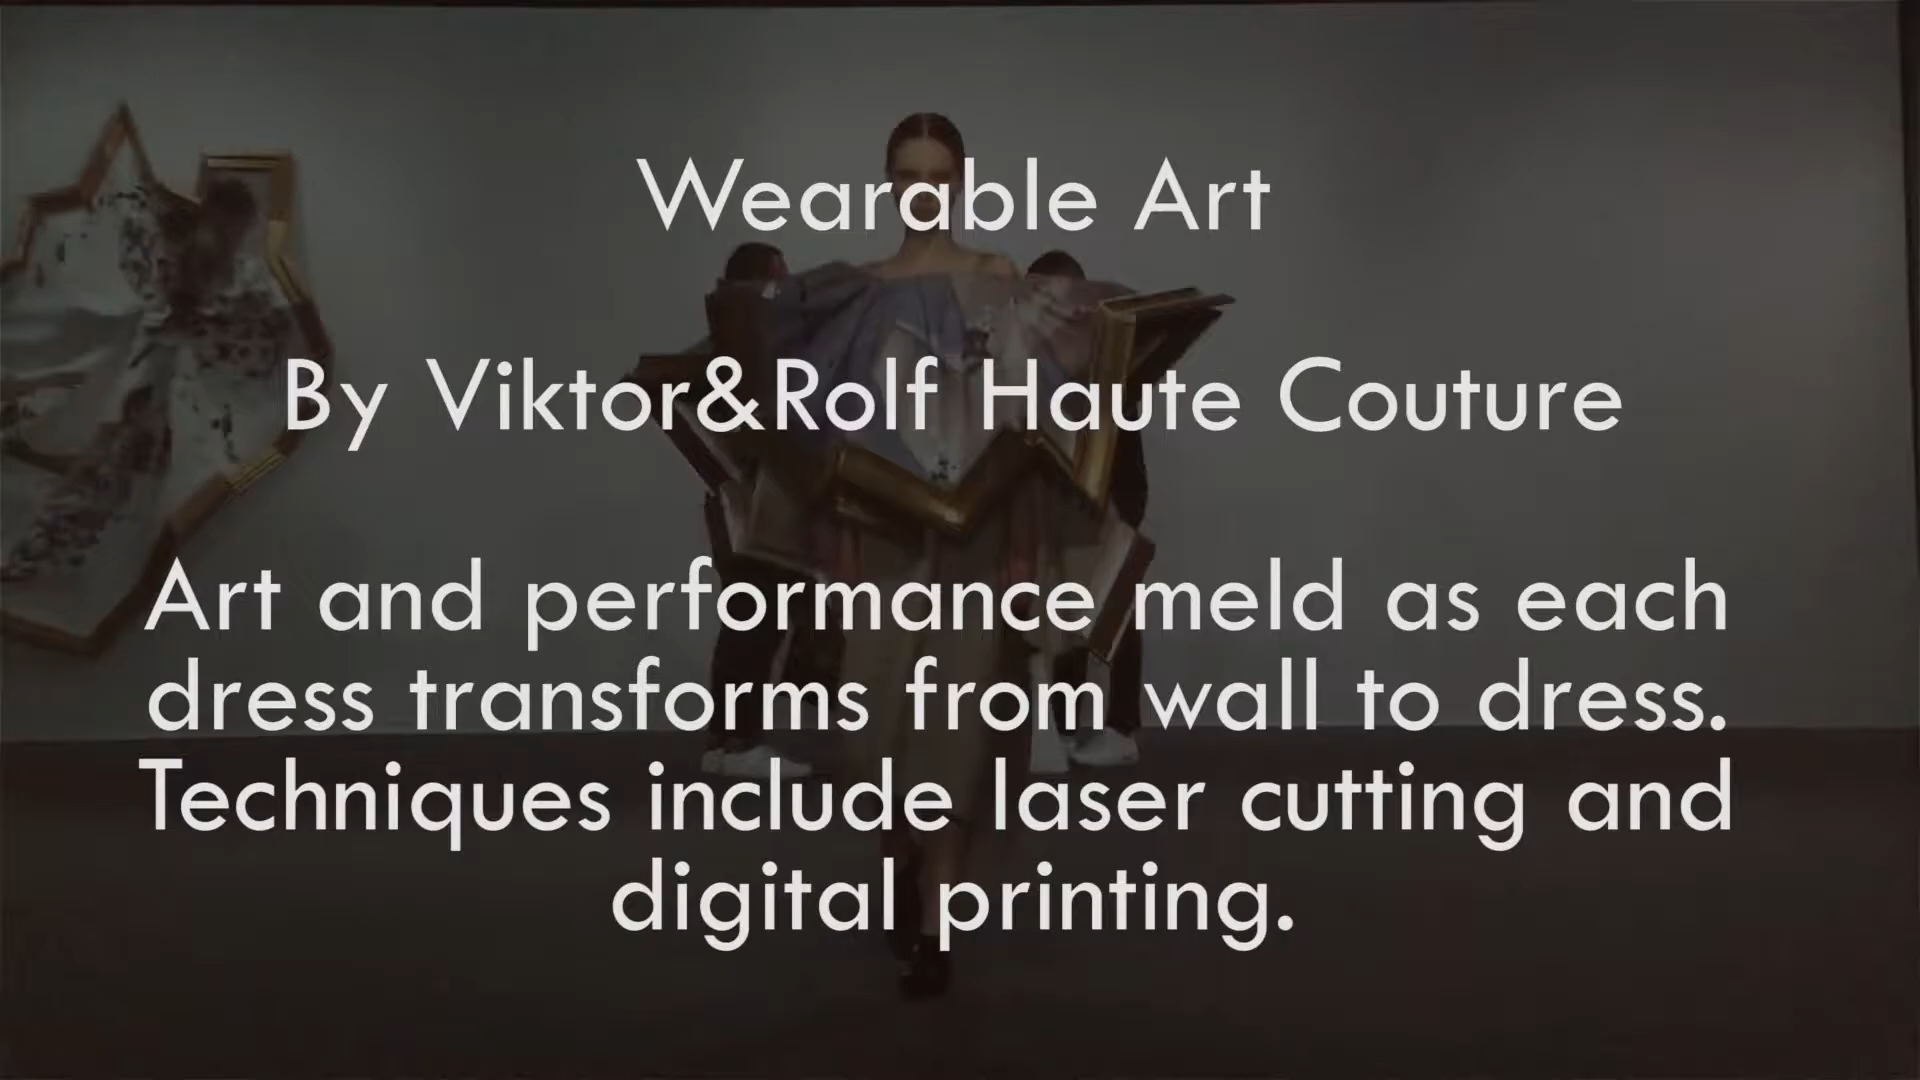 Wearable Art
By Viktor&Rolf Haute Couture
Art and performance meld as each
dress transforms from wall to dress.
Techniques include laser cutting and
digital printing.